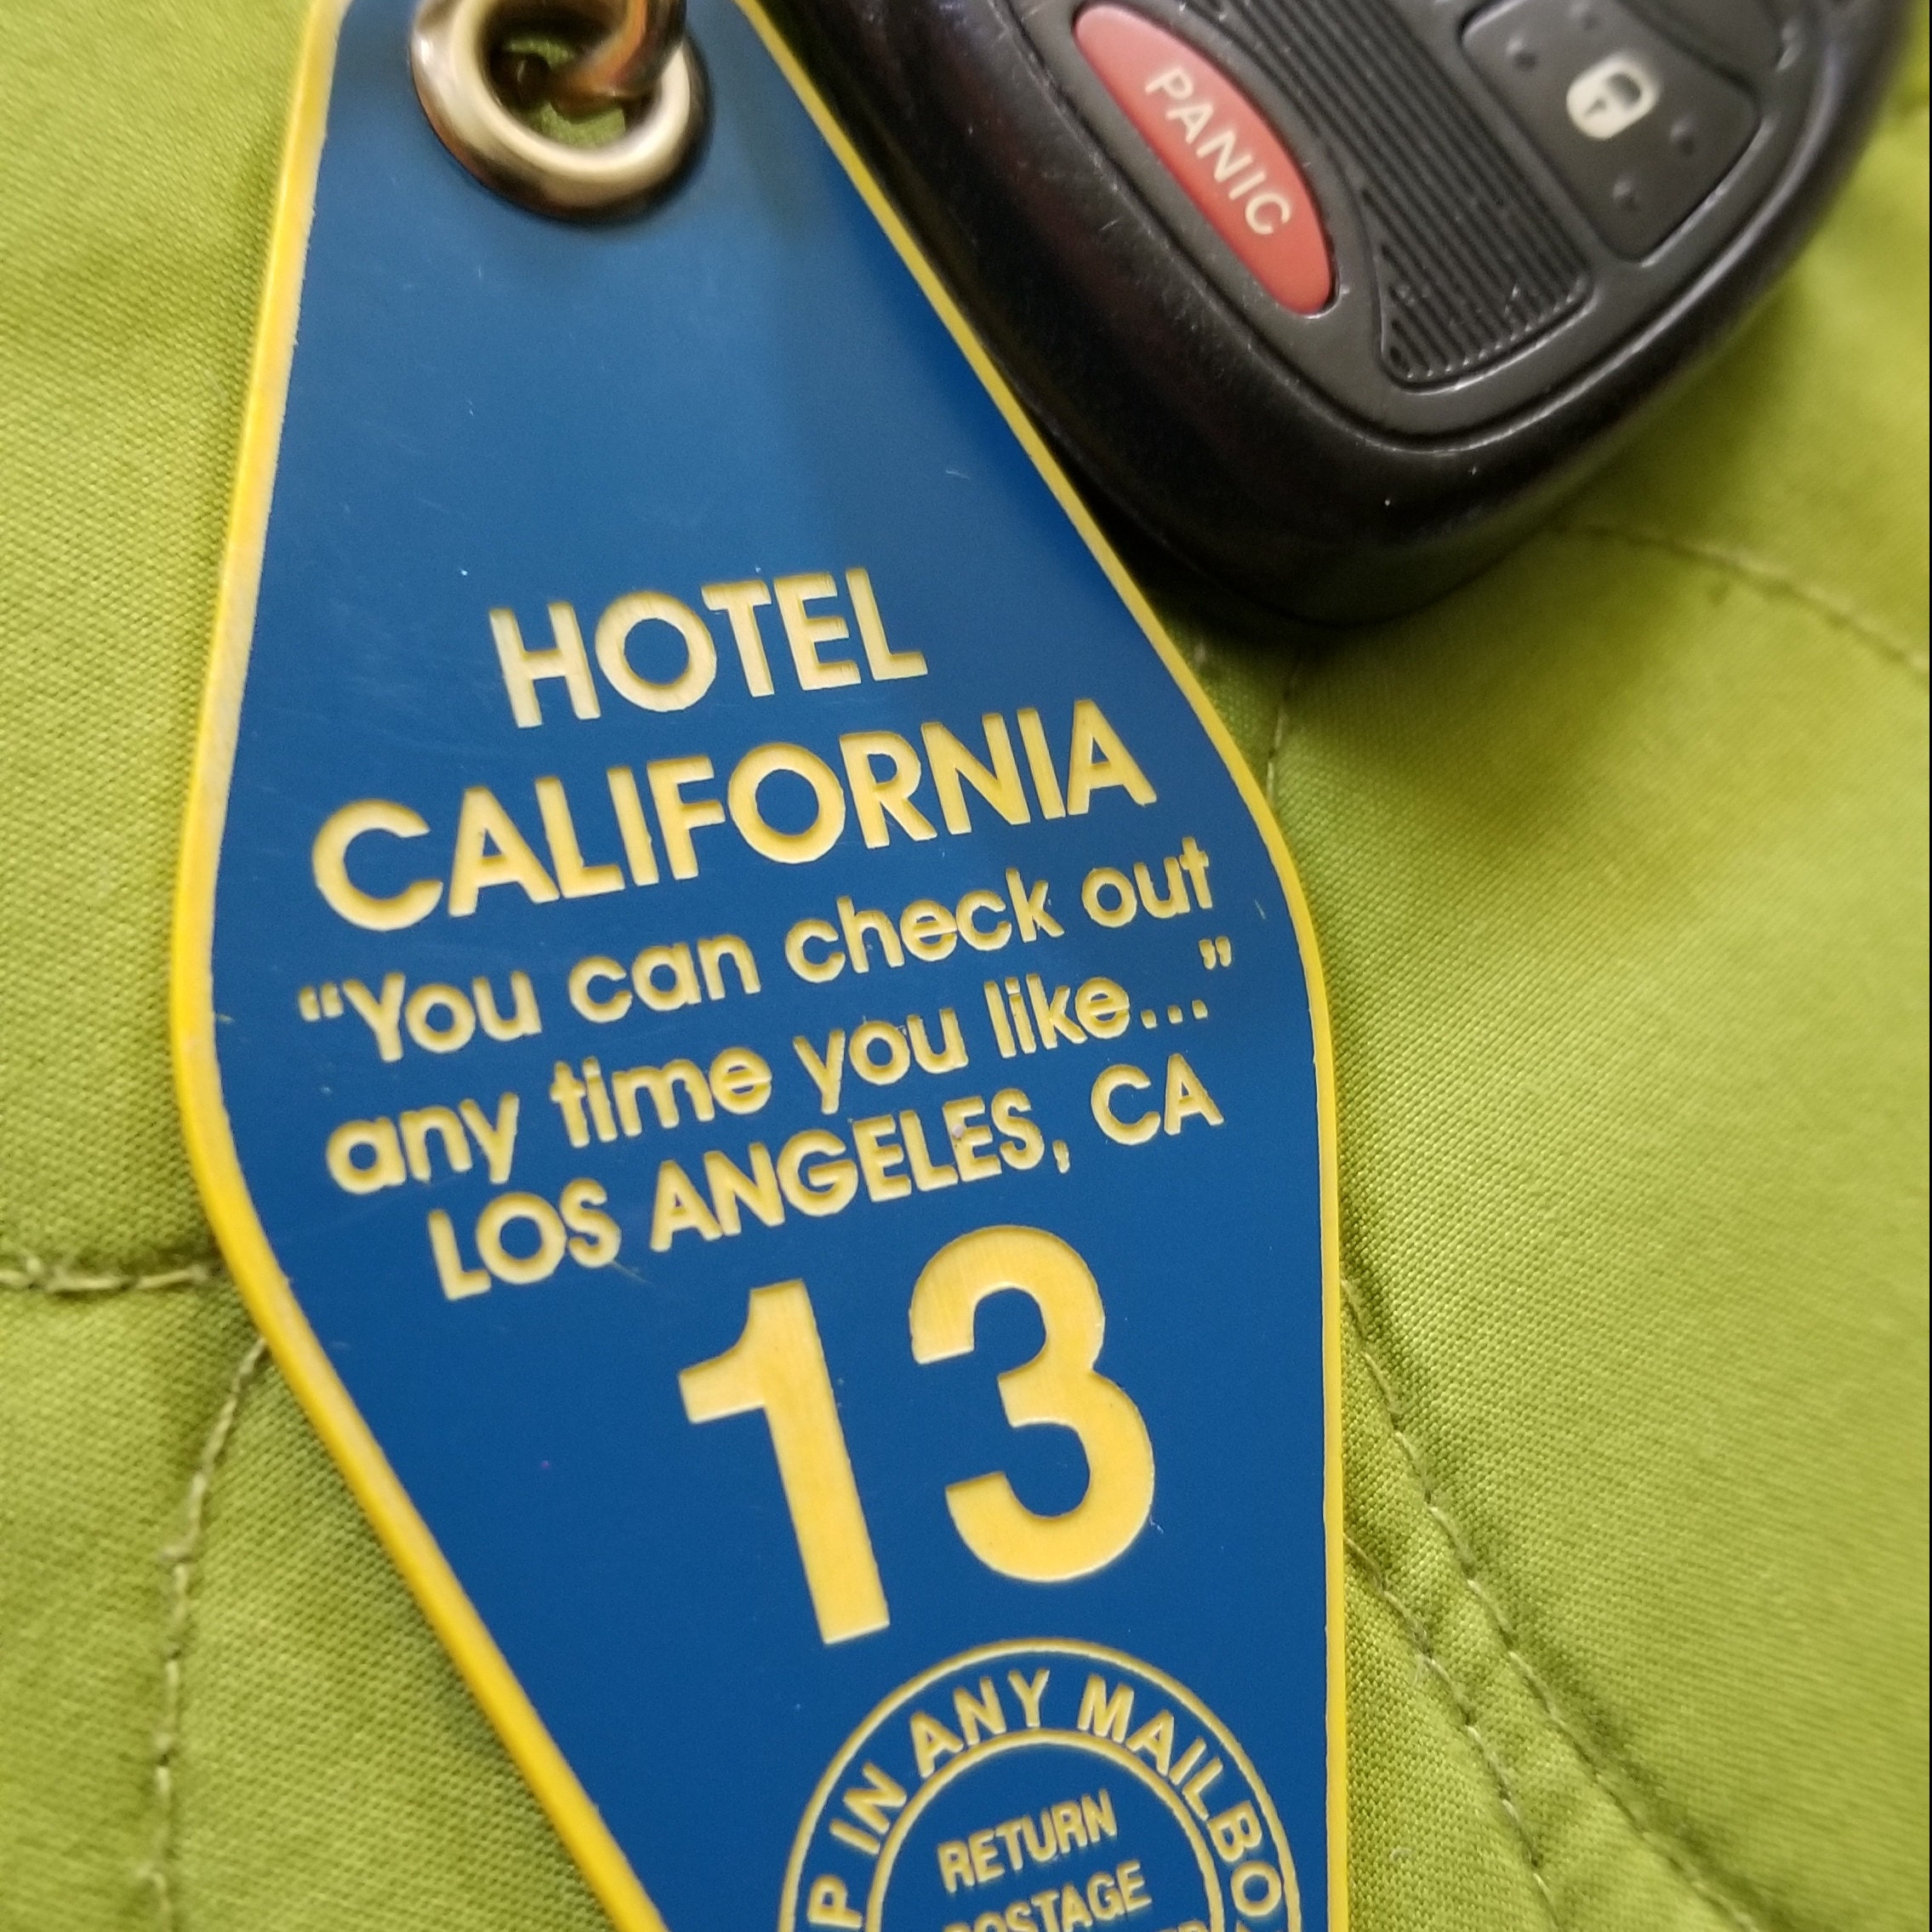 PANIC
HOTEL
CALIFORNIA
“You can check out
any time you like...”
LOS ANGELES, CA
13
IN ANY MAILBO
RETURN
POSTAGE